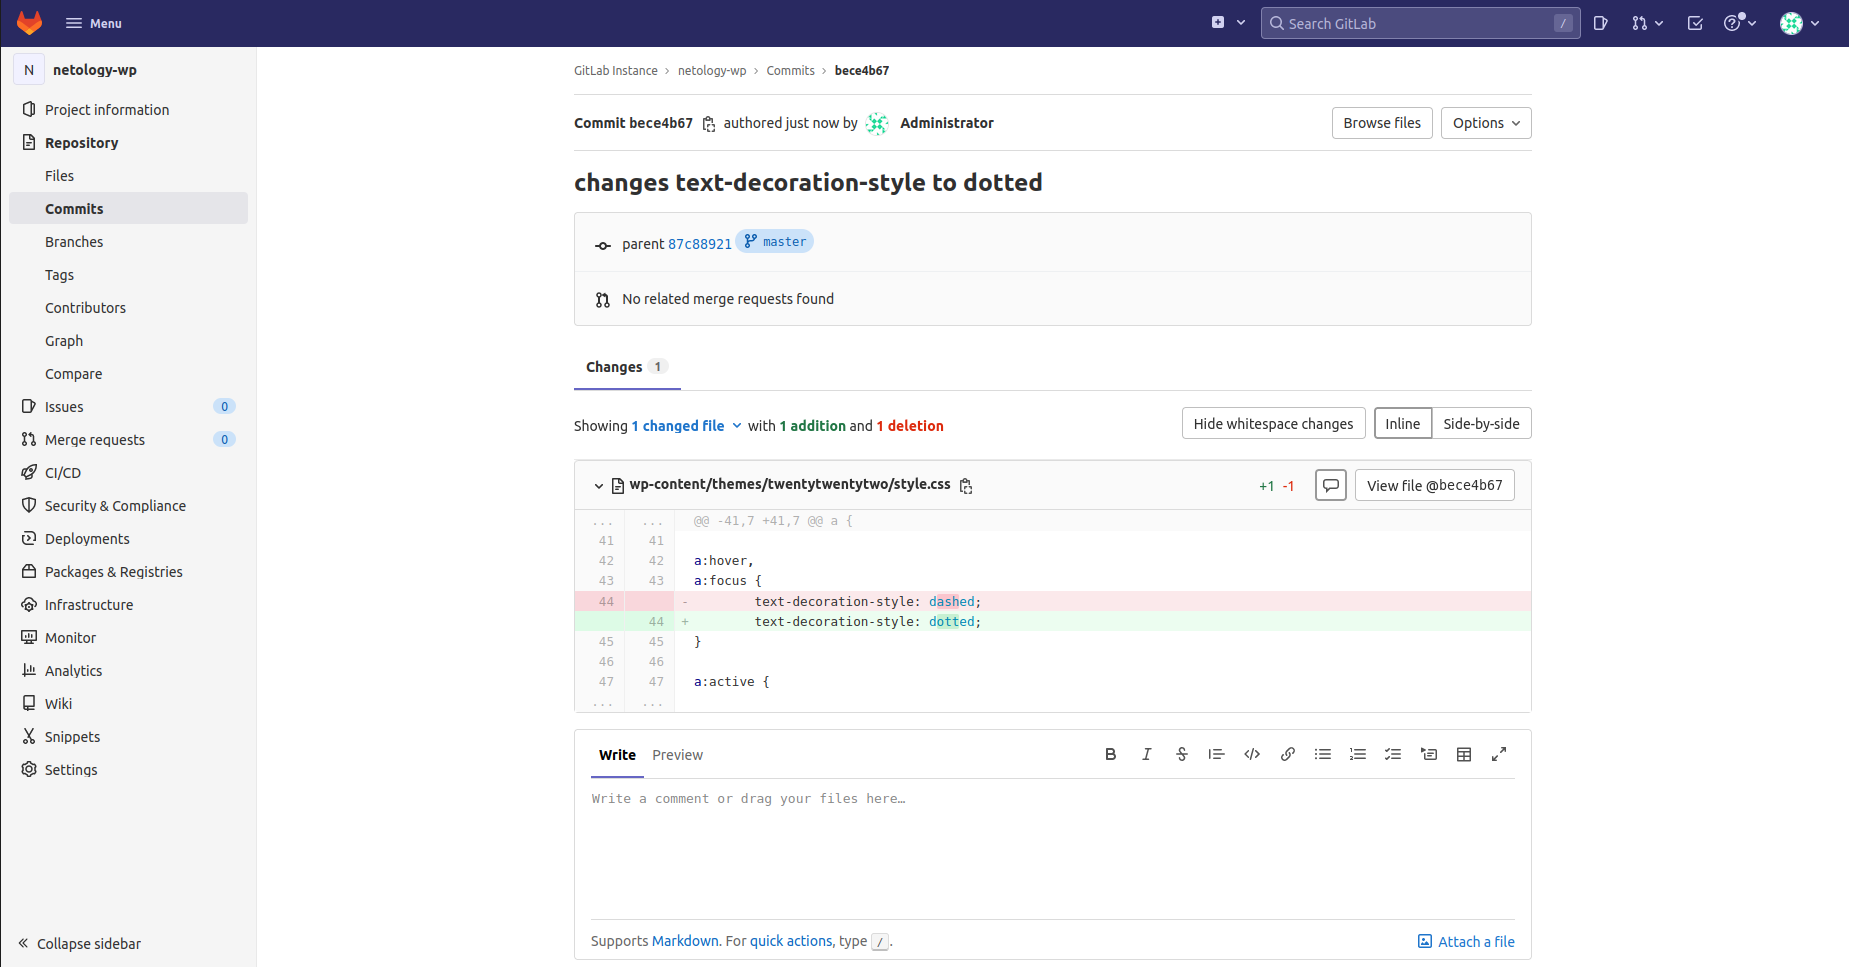 Menu
Search GitLab /
N netology-wp
Project information
Repository
Files
Commits
Branches
Tags
Contributors
Graph
Compare
Issues 0
Merge requests 0
CI/CD
Security & Compliance
Deployments
Packages & Registries
Infrastructure
Monitor
Analytics
Wiki
Snippets
Settings
Collapse sidebar
GitLab Instance › netology-wp › Commits › bece4b67
Commit bece4b67 authored just now by Administrator
Browse files Options
changes text-decoration-style to dotted
parent 87c88921 master
No related merge requests found
Changes 1
Showing 1 changed file with 1 addition and 1 deletion
Hide whitespace changes Inline Side-by-side
wp-content/themes/twentytwentytwo/style.css +1 -1 View file @bece4b67
... ... @@ -41,7 +41,7 @@ a {
41 41
42 42 a:hover,
43 43 a:focus {
44 - text-decoration-style: dashed;
44 + text-decoration-style: dotted;
45 45 }
46 46
47 47 a:active {
... ...
Write Preview
Write a comment or drag your files here…
Supports Markdown. For quick actions, type /.
Attach a file